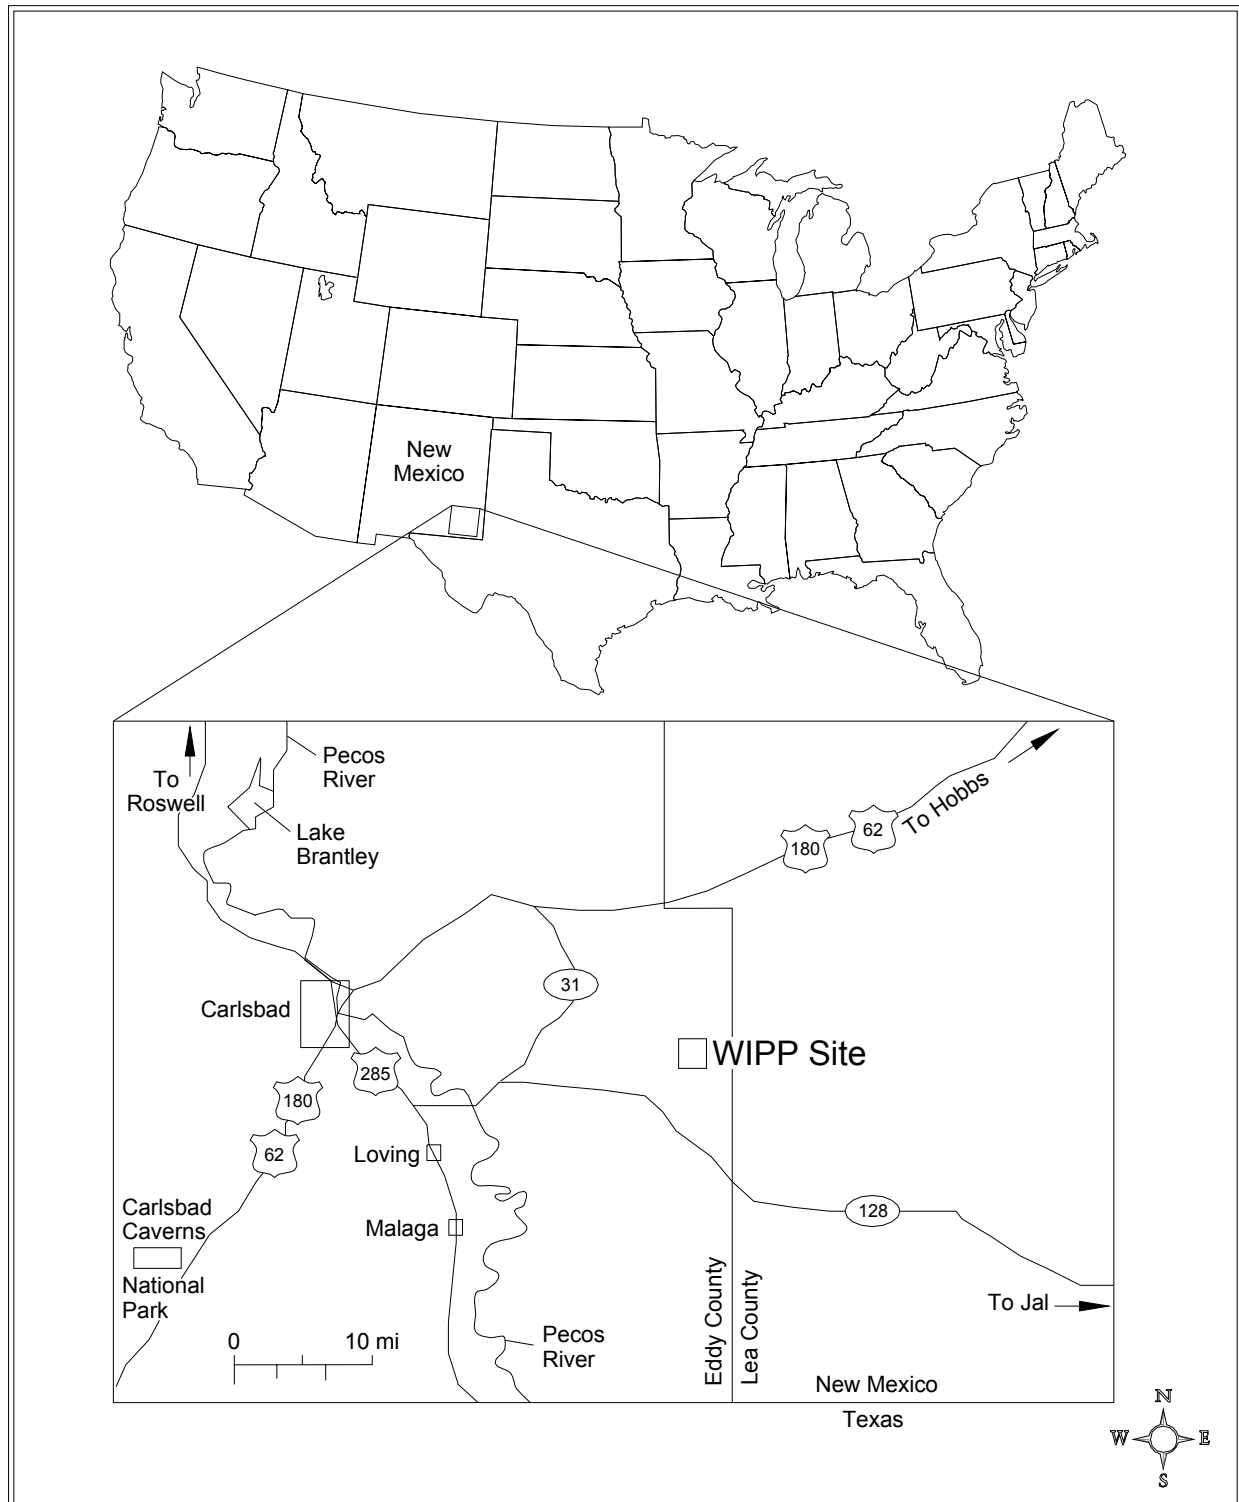 New
Mexico
Pecos
River
To
Roswell
Lake
Brantley
To Hobbs
62
180
31
Carlsbad
WIPP Site
285
180
62
Loving
Carlsbad
Caverns
National
Park
Malaga
128
Eddy County
Lea County
To Jal
0
10 mi
Pecos
River
New Mexico
Texas
N
W
E
S